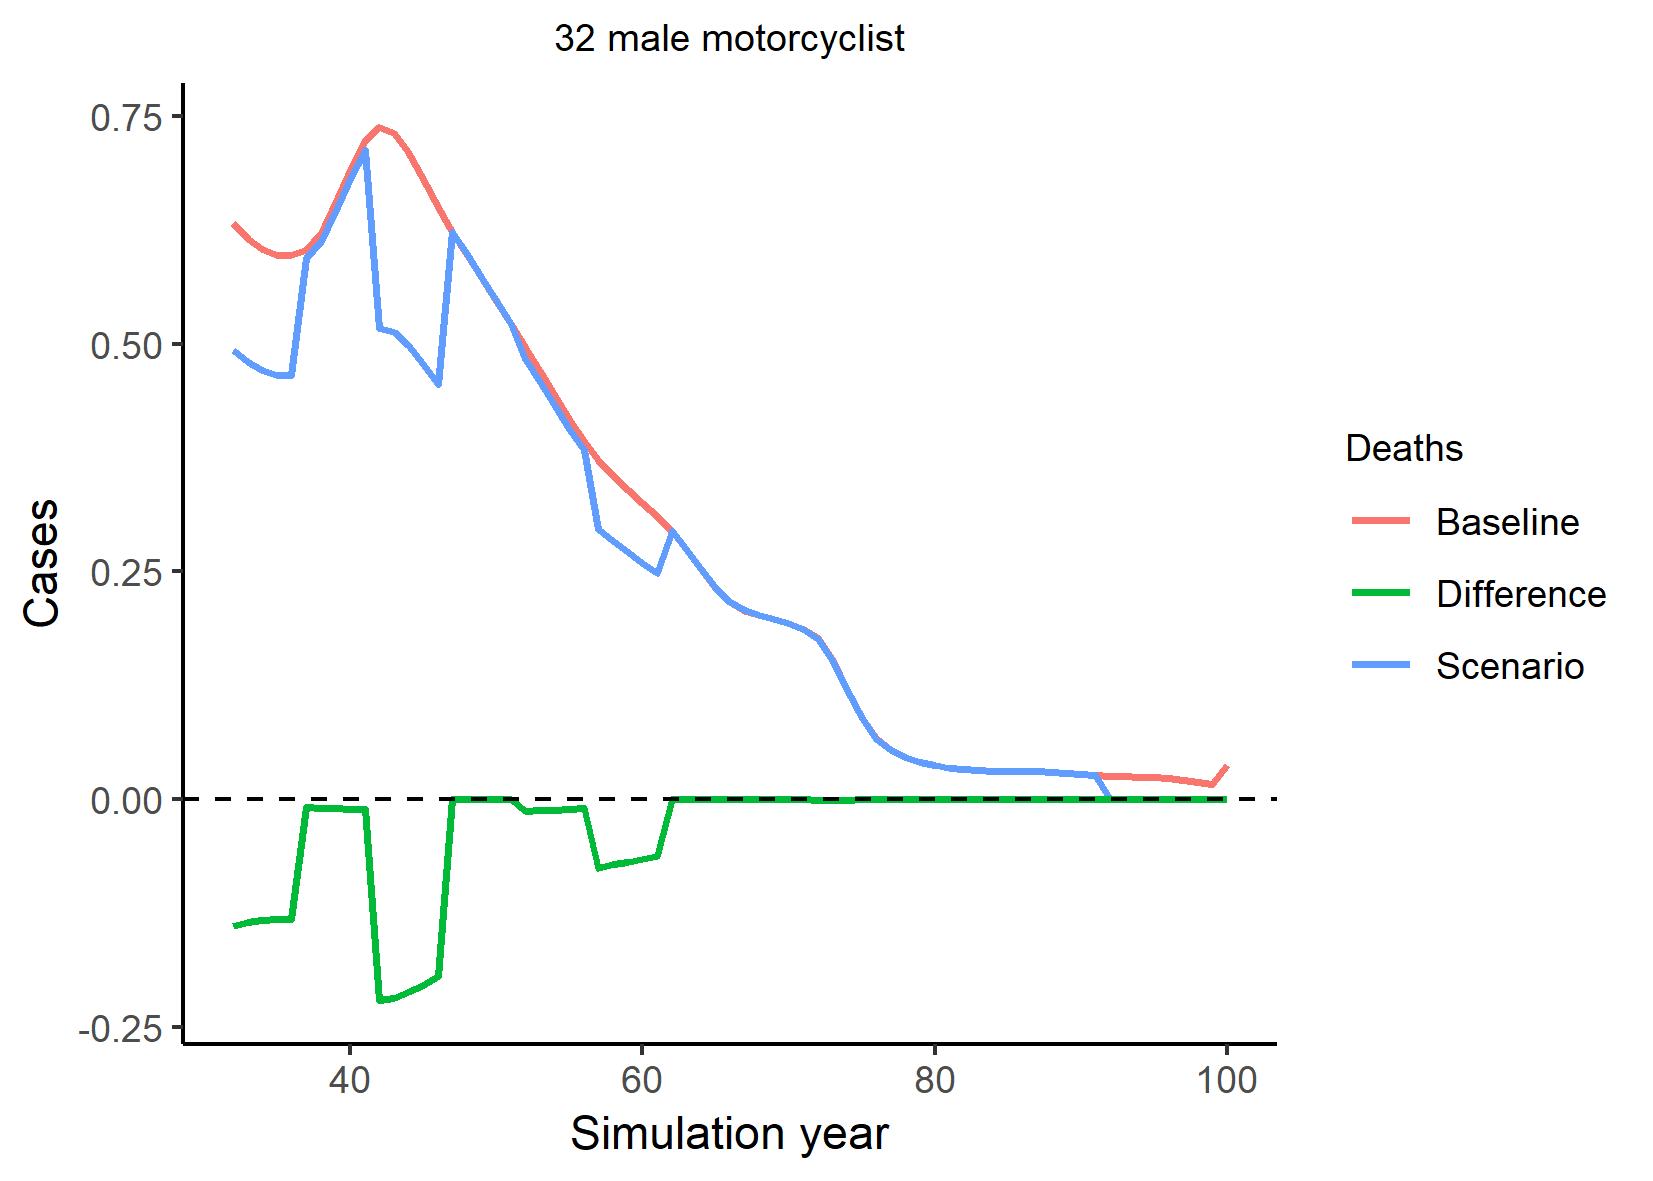 32 male motorcyclist
Cases
0.75
0.50
0.25
0.00
-0.25
40 60 80 100
Simulation year
Deaths
Baseline
Difference
Scenario